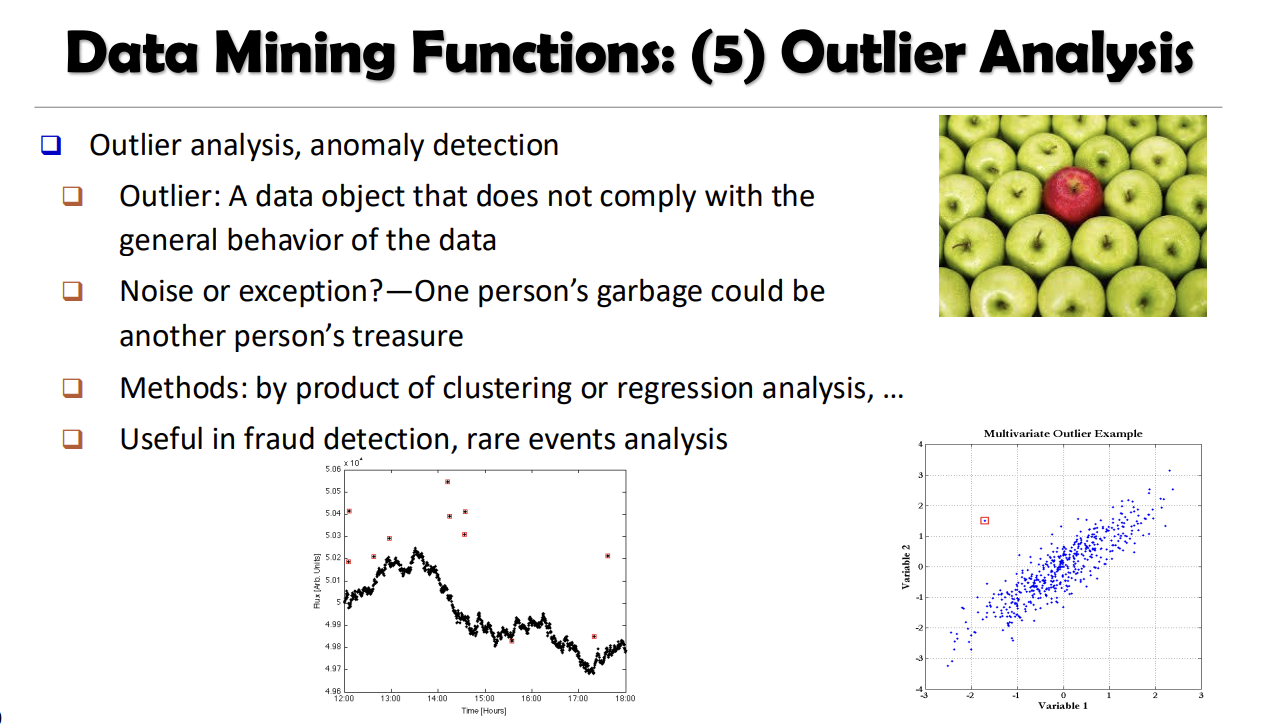 Data Mining Functions: (5) Outlier Analysis
Outlier analysis, anomaly detection
Outlier: A data object that does not comply with the
general behavior of the data
Noise or exception?—One person’s garbage could be
another person’s treasure
Methods: by product of clustering or regression analysis, …
Useful in fraud detection, rare events analysis
x 10⁴
5.06
5.05
5.04
5.03
5.02
5.01
5
4.99
4.98
4.97
4.96
Flux [Arb. Units]
12:00 13:00 14:00 15:00 16:00 17:00 18:00
Time [Hours]
Multivariate Outlier Example
4
3
2
1
0
-1
-2
-3
-4
Variable 2
-3 -2 -1 0 1 2 3
Variable 1